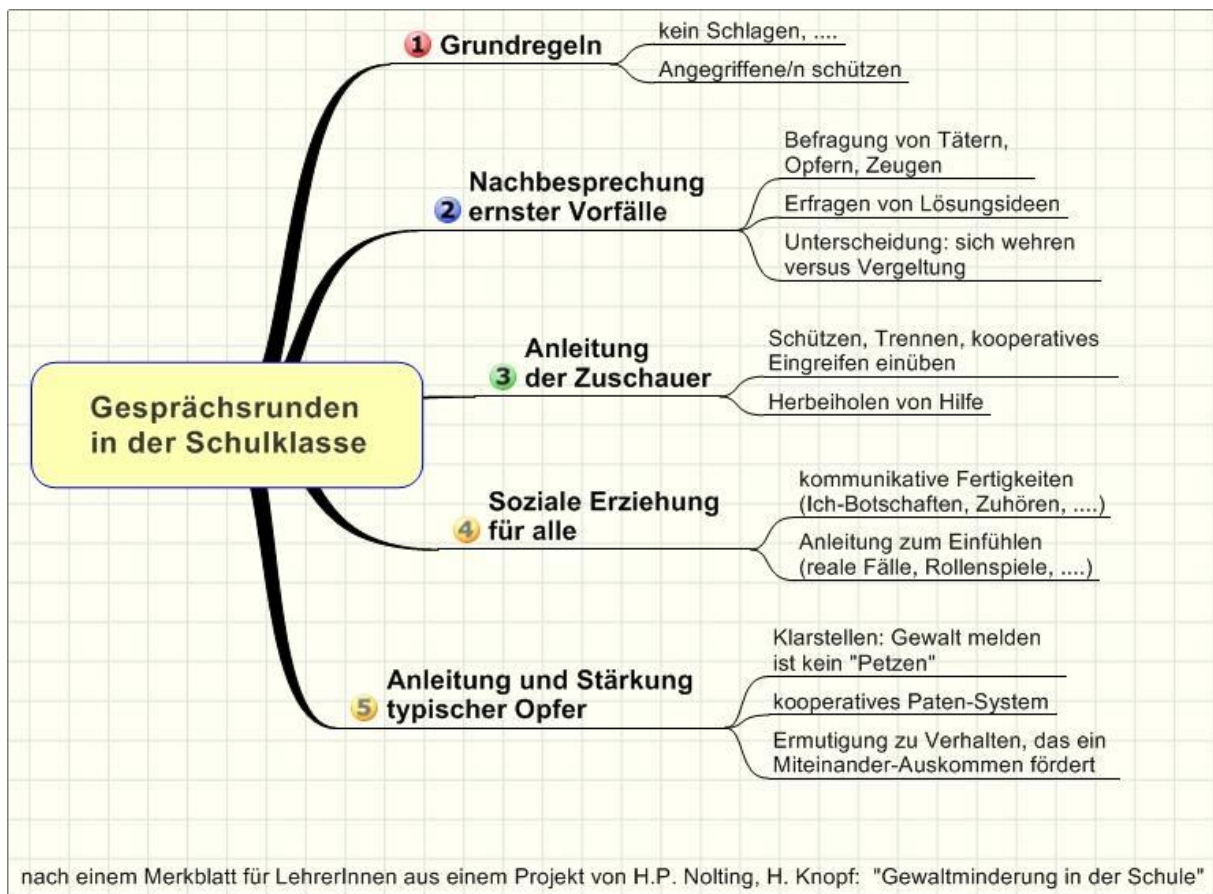 1 Grundregeln
kein Schlagen, ....
Angegriffene/n schützen
2 Nachbesprechung
ernster Vorfälle
Befragung von Tätern,
Opfern, Zeugen
Erfragen von Lösungsideen
Unterscheidung: sich wehren
versus Vergeltung
Gesprächsrunden
in der Schulklasse
3 Anleitung
der Zuschauer
Schützen, Trennen, kooperatives
Eingreifen einüben
Herbeiholen von Hilfe
4 Soziale Erziehung
für alle
kommunikative Fertigkeiten
(Ich-Botschaften, Zuhören, ....)
Anleitung zum Einfühlen
(reale Fälle, Rollenspiele, ....)
5 Anleitung und Stärkung
typischer Opfer
Klarstellen: Gewalt melden
ist kein "Petzen"
kooperatives Paten-System
Ermutigung zu Verhalten, das ein
Miteinander-Auskommen fördert
nach einem Merkblatt für LehrerInnen aus einem Projekt von H.P. Nolting, H. Knopf: "Gewaltminderung in der Schule"